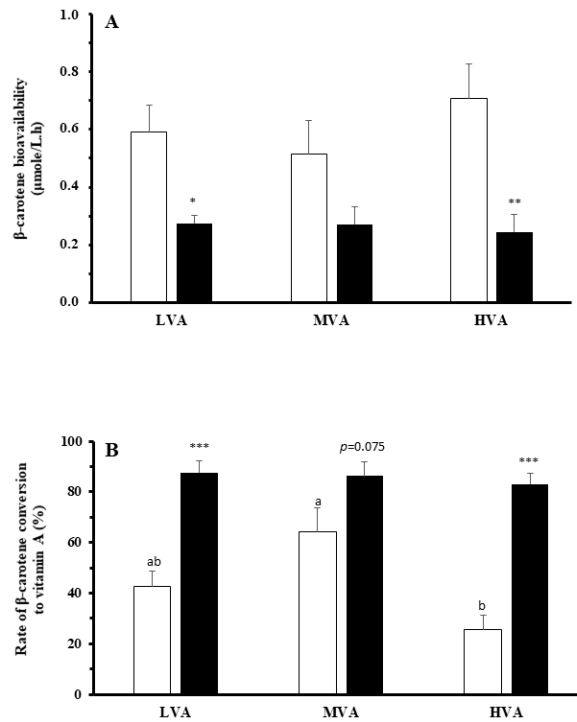 A
β-carotene bioavailability
(µmole/L.h)
1.0
0.8
0.6
0.4
0.2
0.0
*
**
LVA
MVA
HVA
B
Rate of β-carotene conversion
to vitamin A (%)
100
80
60
40
20
0
***
p=0.075
***
ab
a
b
LVA
MVA
HVA